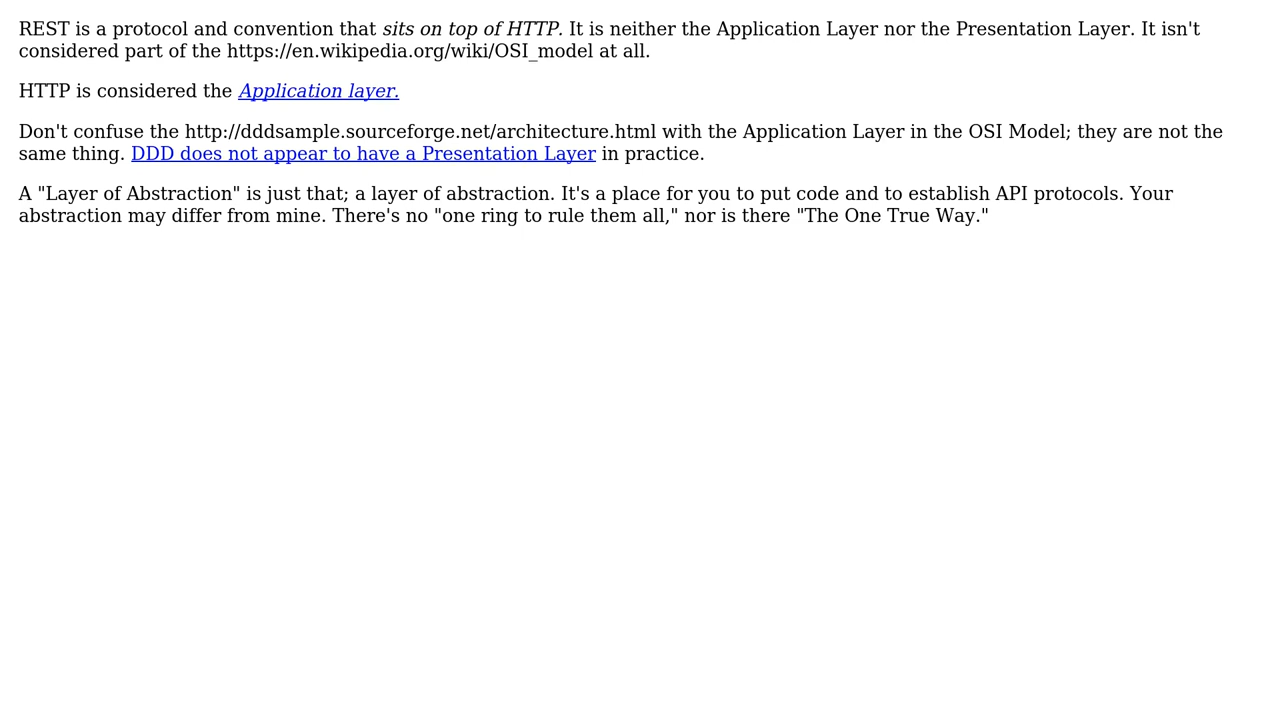 REST is a protocol and convention that sits on top of HTTP. It is neither the Application Layer nor the Presentation Layer. It isn't
considered part of the https://en.wikipedia.org/wiki/OSI_model at all.
HTTP is considered the Application layer.
Don't confuse the http://dddsample.sourceforge.net/architecture.html with the Application Layer in the OSI Model; they are not the
same thing. DDD does not appear to have a Presentation Layer in practice.
A "Layer of Abstraction" is just that; a layer of abstraction. It's a place for you to put code and to establish API protocols. Your
abstraction may differ from mine. There's no "one ring to rule them all," nor is there "The One True Way."